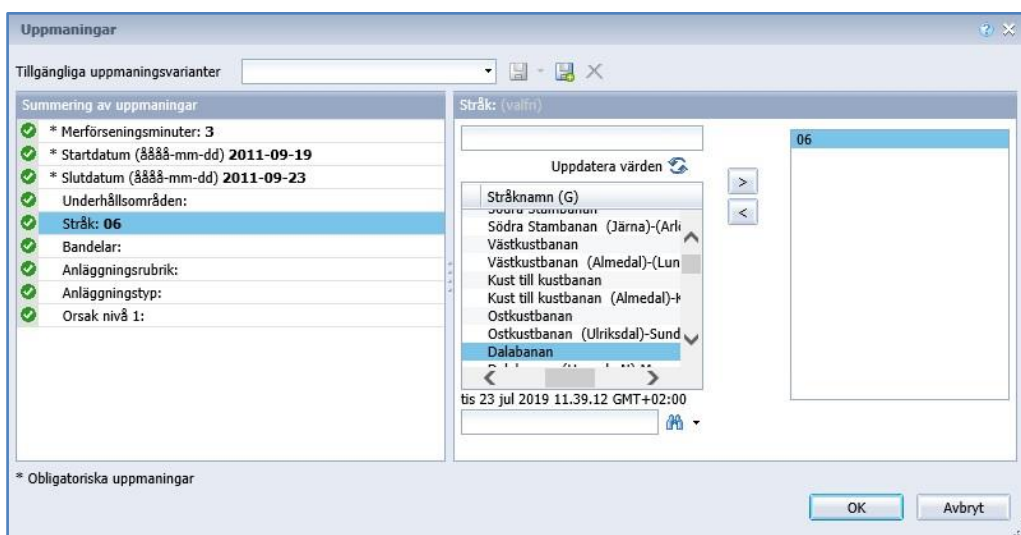 Uppmaningar
Tillgängliga uppmaningsvarianter
Summering av uppmaningar
* Merförseningsminuter: 3
* Startdatum (åååå-mm-dd) 2011-09-19
* Slutdatum (åååå-mm-dd) 2011-09-23
Underhållsområden:
Stråk: 06
Bandelar:
Anläggningsrubrik:
Anläggningstyp:
Orsak nivå 1:
Stråk: (valfri)
Uppdatera värden
Stråknamn (G)
Södra Stambanan
Södra Stambanan (Järna)-(Arl
Västkustbanan
Västkustbanan (Almedal)-(Lun
Kust till kustbanan
Kust till kustbanan (Almedal)-K
Ostkustbanan
Ostkustbanan (Ulriksdal)-Sund
Dalabanan
tis 23 jul 2019 11.39.12 GMT+02:00
>
<
06
* Obligatoriska uppmaningar
OK
Avbryt